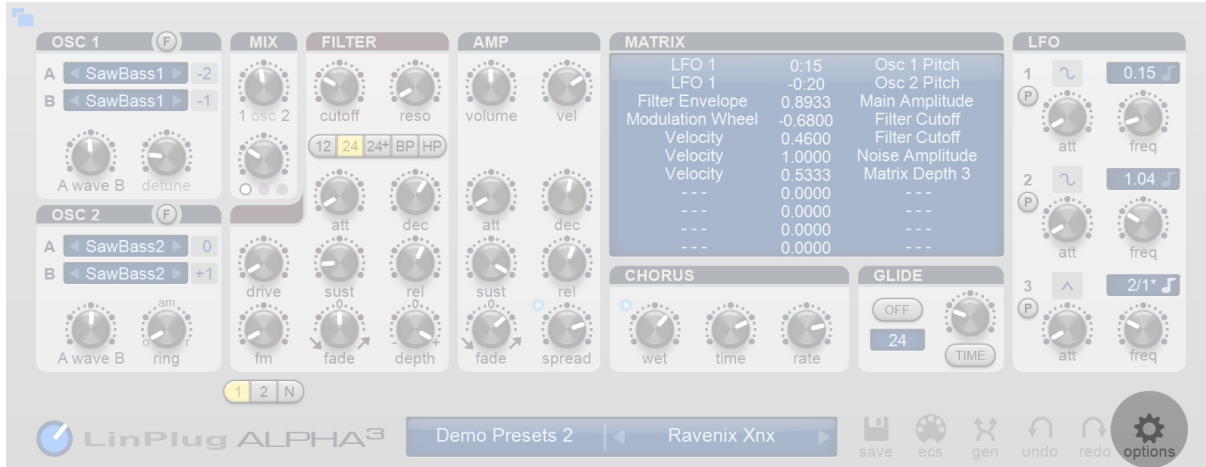 OSC 1 F
A SawBass1 -2
B SawBass1 -1
A wave B detune
OSC 2 F
A SawBass2 0
B SawBass2 +1
am
o r
A wave B ring
MIX
1 osc 2
drive
fm
1 2 N
FILTER
cutoff reso
12 24 24+ BP HP
att dec
sust rel
0 - +
fade depth
AMP
volume vel
att dec
sust rel
0
fade spread
MATRIX
LFO 1 0:15 Osc 1 Pitch
LFO 1 -0:20 Osc 2 Pitch
Filter Envelope 0.8933 Main Amplitude
Modulation Wheel -0.6800 Filter Cutoff
Velocity 0.4600 Filter Cutoff
Velocity 1.0000 Noise Amplitude
Velocity 0.5333 Matrix Depth 3
- - - 0.0000 - - -
- - - 0.0000 - - -
- - - 0.0000 - - -
- - - 0.0000 - - -
CHORUS
wet time rate
GLIDE
OFF
24
TIME
LFO
1 0.15
P
att freq
2 1.04
P
att freq
3 2/1*
P
att freq
LinPlug ALPHA3
Demo Presets 2 Ravenix Xnx
save ecs gen undo redo options